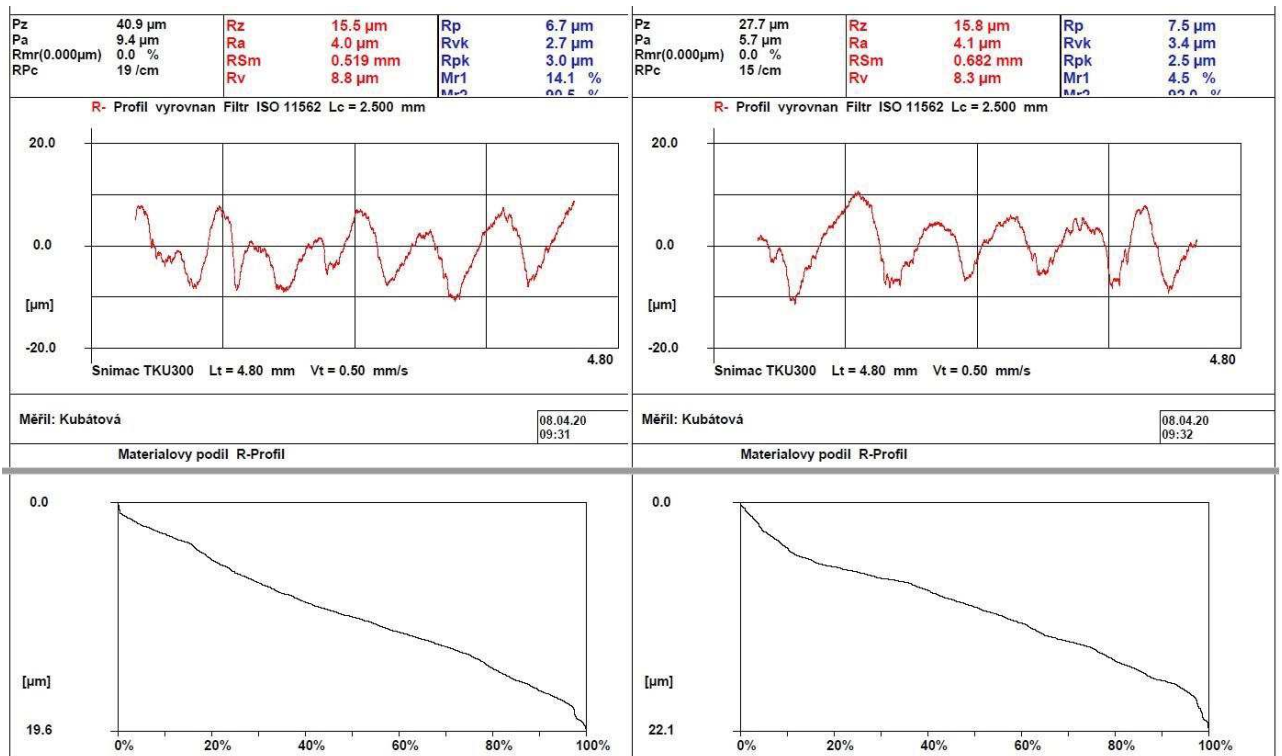 Pz 40.9 µm Rz 15.5 µm Rp 6.7 µm
Pa 9.4 µm Ra 4.0 µm Rvk 2.7 µm
Rmr(0.000µm) 0.0 % RSm 0.519 mm Rpk 3.0 µm
RPc 19 /cm Rv 8.8 µm Mr1 14.1 %
Mr2 90.5 %
R- Profil vyrovnan Filtr ISO 11562 Lc = 2.500 mm
20.0
0.0
[µm]
-20.0
4.80
Snimac TKU300 Lt = 4.80 mm Vt = 0.50 mm/s
Měřil: Kubátová
08.04.20
09:31
Materialovy podil R-Profil
0.0
[µm]
19.6
0% 20% 40% 60% 80% 100%
Pz 27.7 µm Rz 15.8 µm Rp 7.5 µm
Pa 5.7 µm Ra 4.1 µm Rvk 3.4 µm
Rmr(0.000µm) 0.0 % RSm 0.682 mm Rpk 2.5 µm
RPc 15 /cm Rv 8.3 µm Mr1 4.5 %
Mr2 92.0 %
R- Profil vyrovnan Filtr ISO 11562 Lc = 2.500 mm
20.0
0.0
[µm]
-20.0
4.80
Snimac TKU300 Lt = 4.80 mm Vt = 0.50 mm/s
Měřil: Kubátová
08.04.20
09:32
Materialovy podil R-Profil
0.0
[µm]
22.1
0% 20% 40% 60% 80% 100%